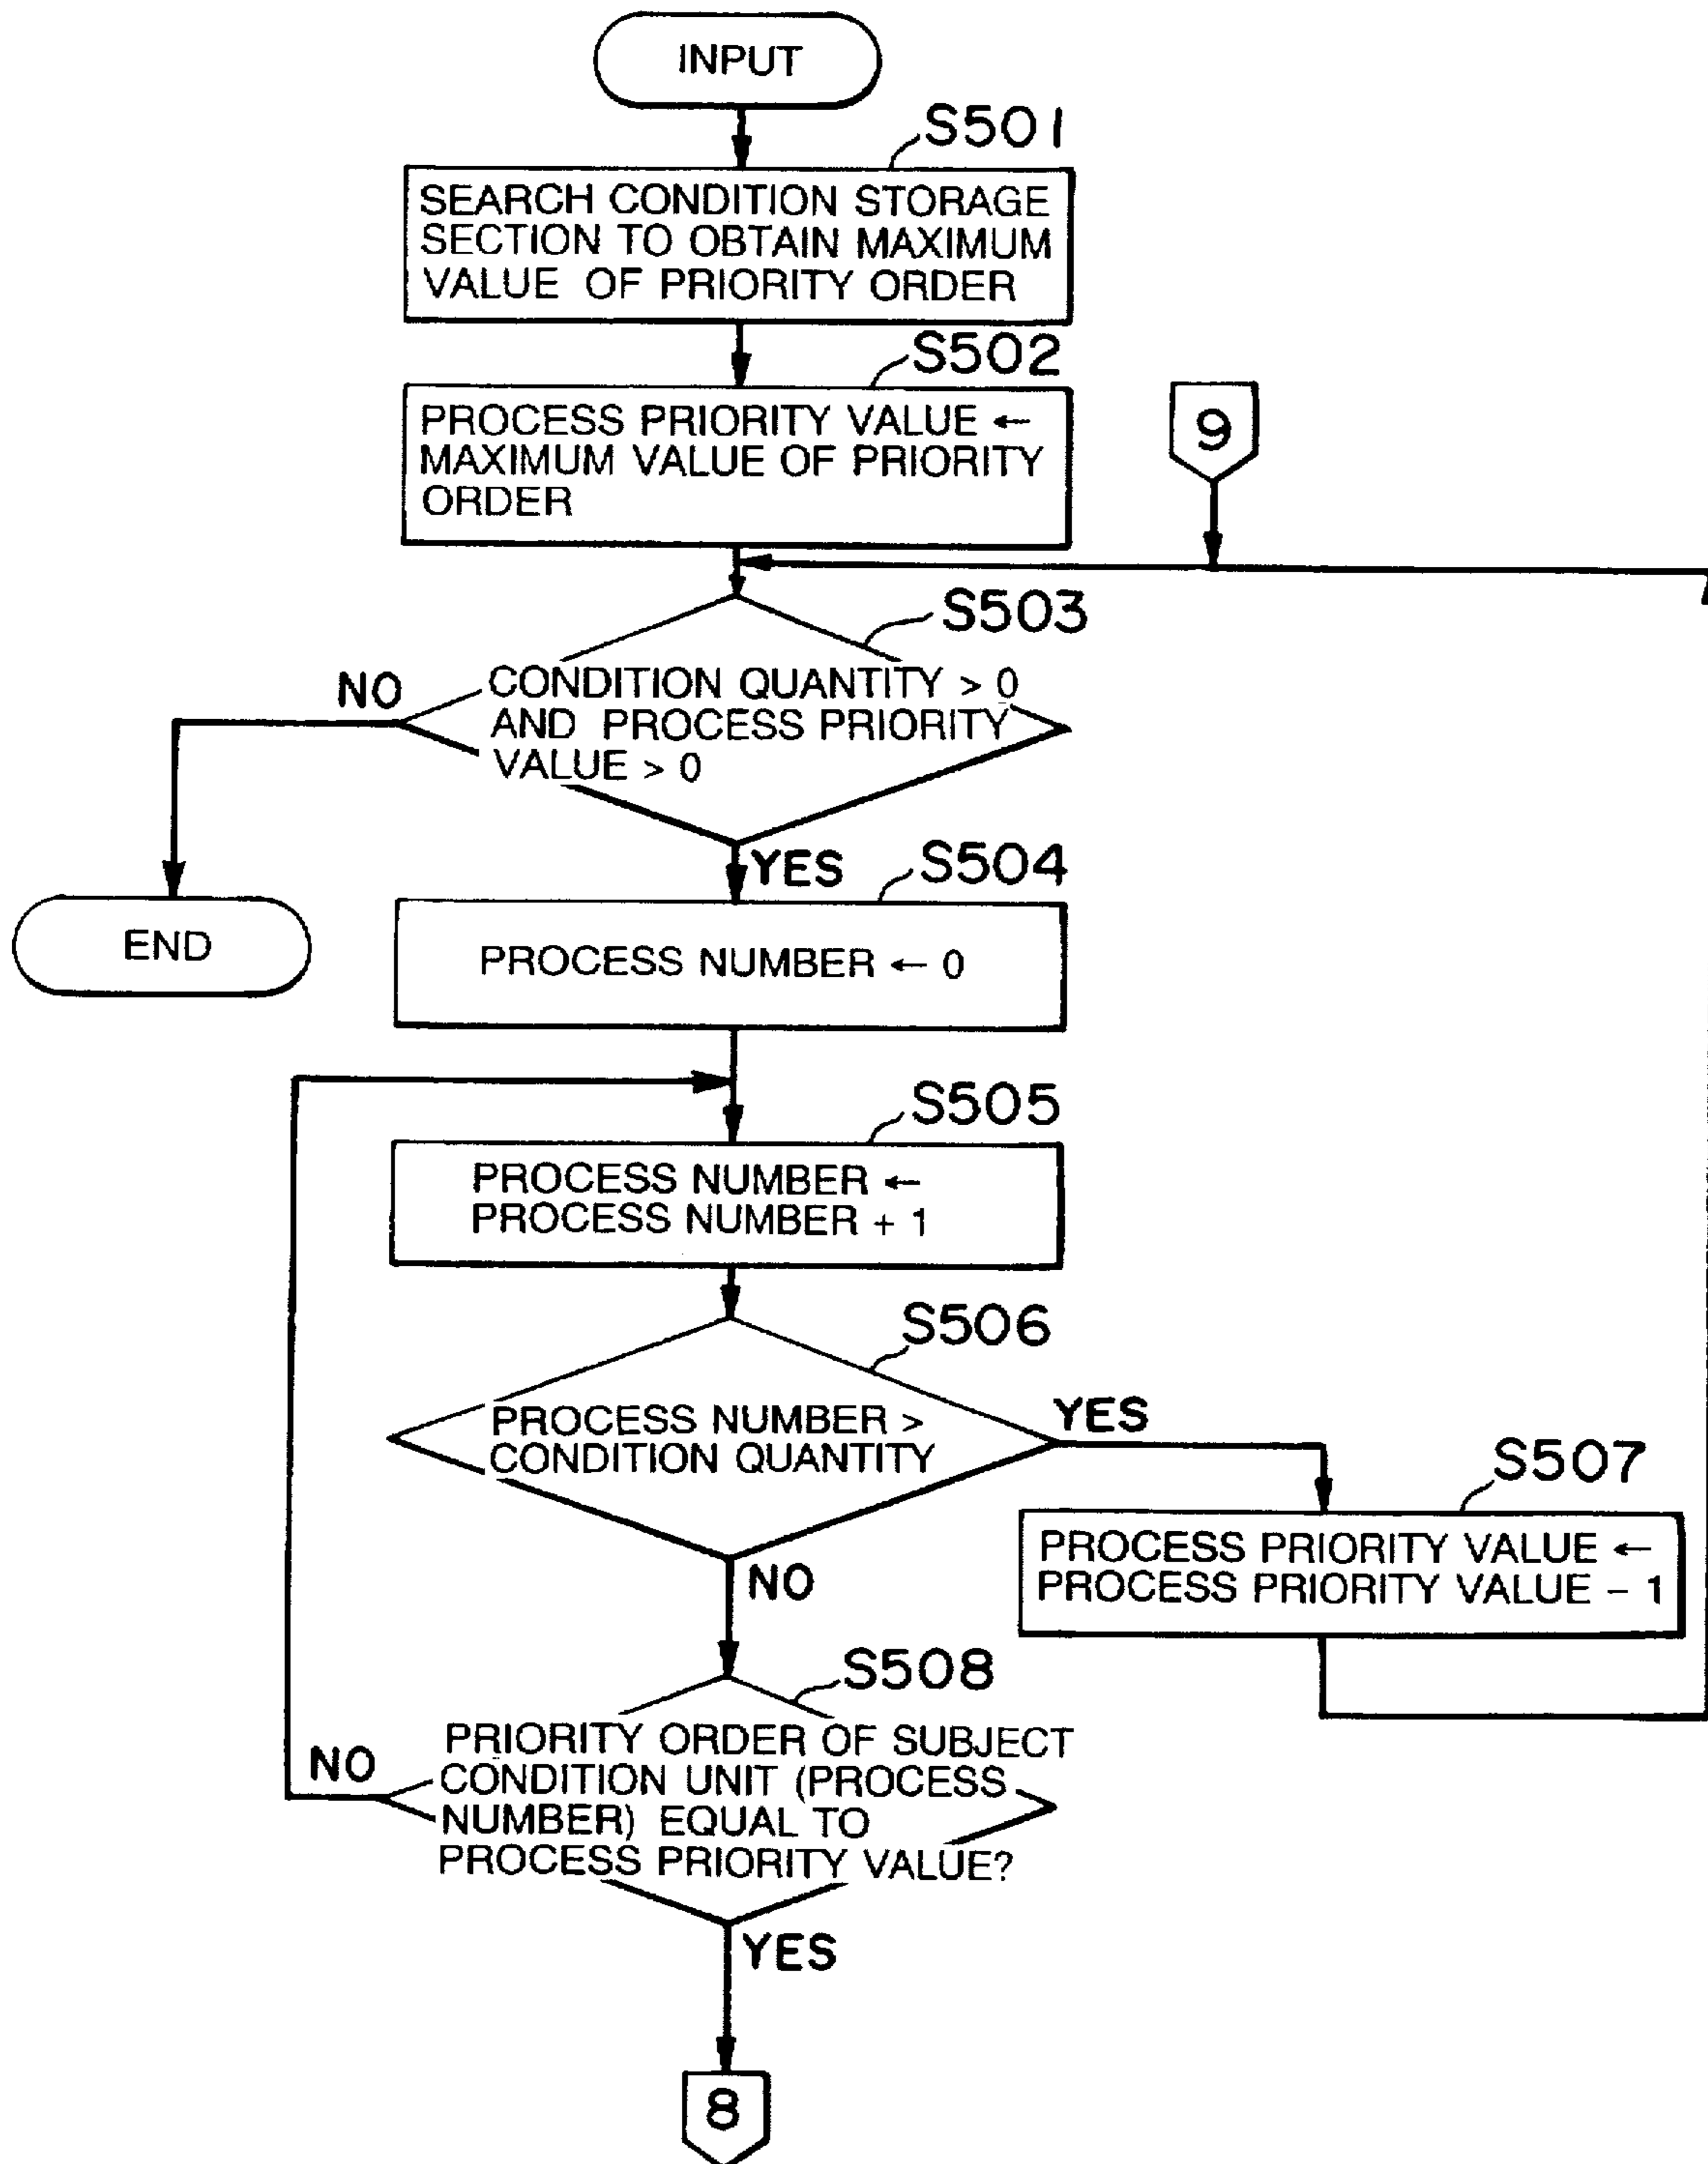 INPUT
S501
SEARCH CONDITION STORAGE
SECTION TO OBTAIN MAXIMUM
VALUE OF PRIORITY ORDER
S502
PROCESS PRIORITY VALUE ←
MAXIMUM VALUE OF PRIORITY
ORDER
9
S503
NO
CONDITION QUANTITY > 0
AND PROCESS PRIORITY
VALUE > 0
YES
S504
END
PROCESS NUMBER ← 0
S505
PROCESS NUMBER ←
PROCESS NUMBER + 1
S506
PROCESS NUMBER >
CONDITION QUANTITY
YES
S507
PROCESS PRIORITY VALUE ←
PROCESS PRIORITY VALUE – 1
NO
S508
NO
PRIORITY ORDER OF SUBJECT
CONDITION UNIT (PROCESS
NUMBER) EQUAL TO
PROCESS PRIORITY VALUE?
YES
8